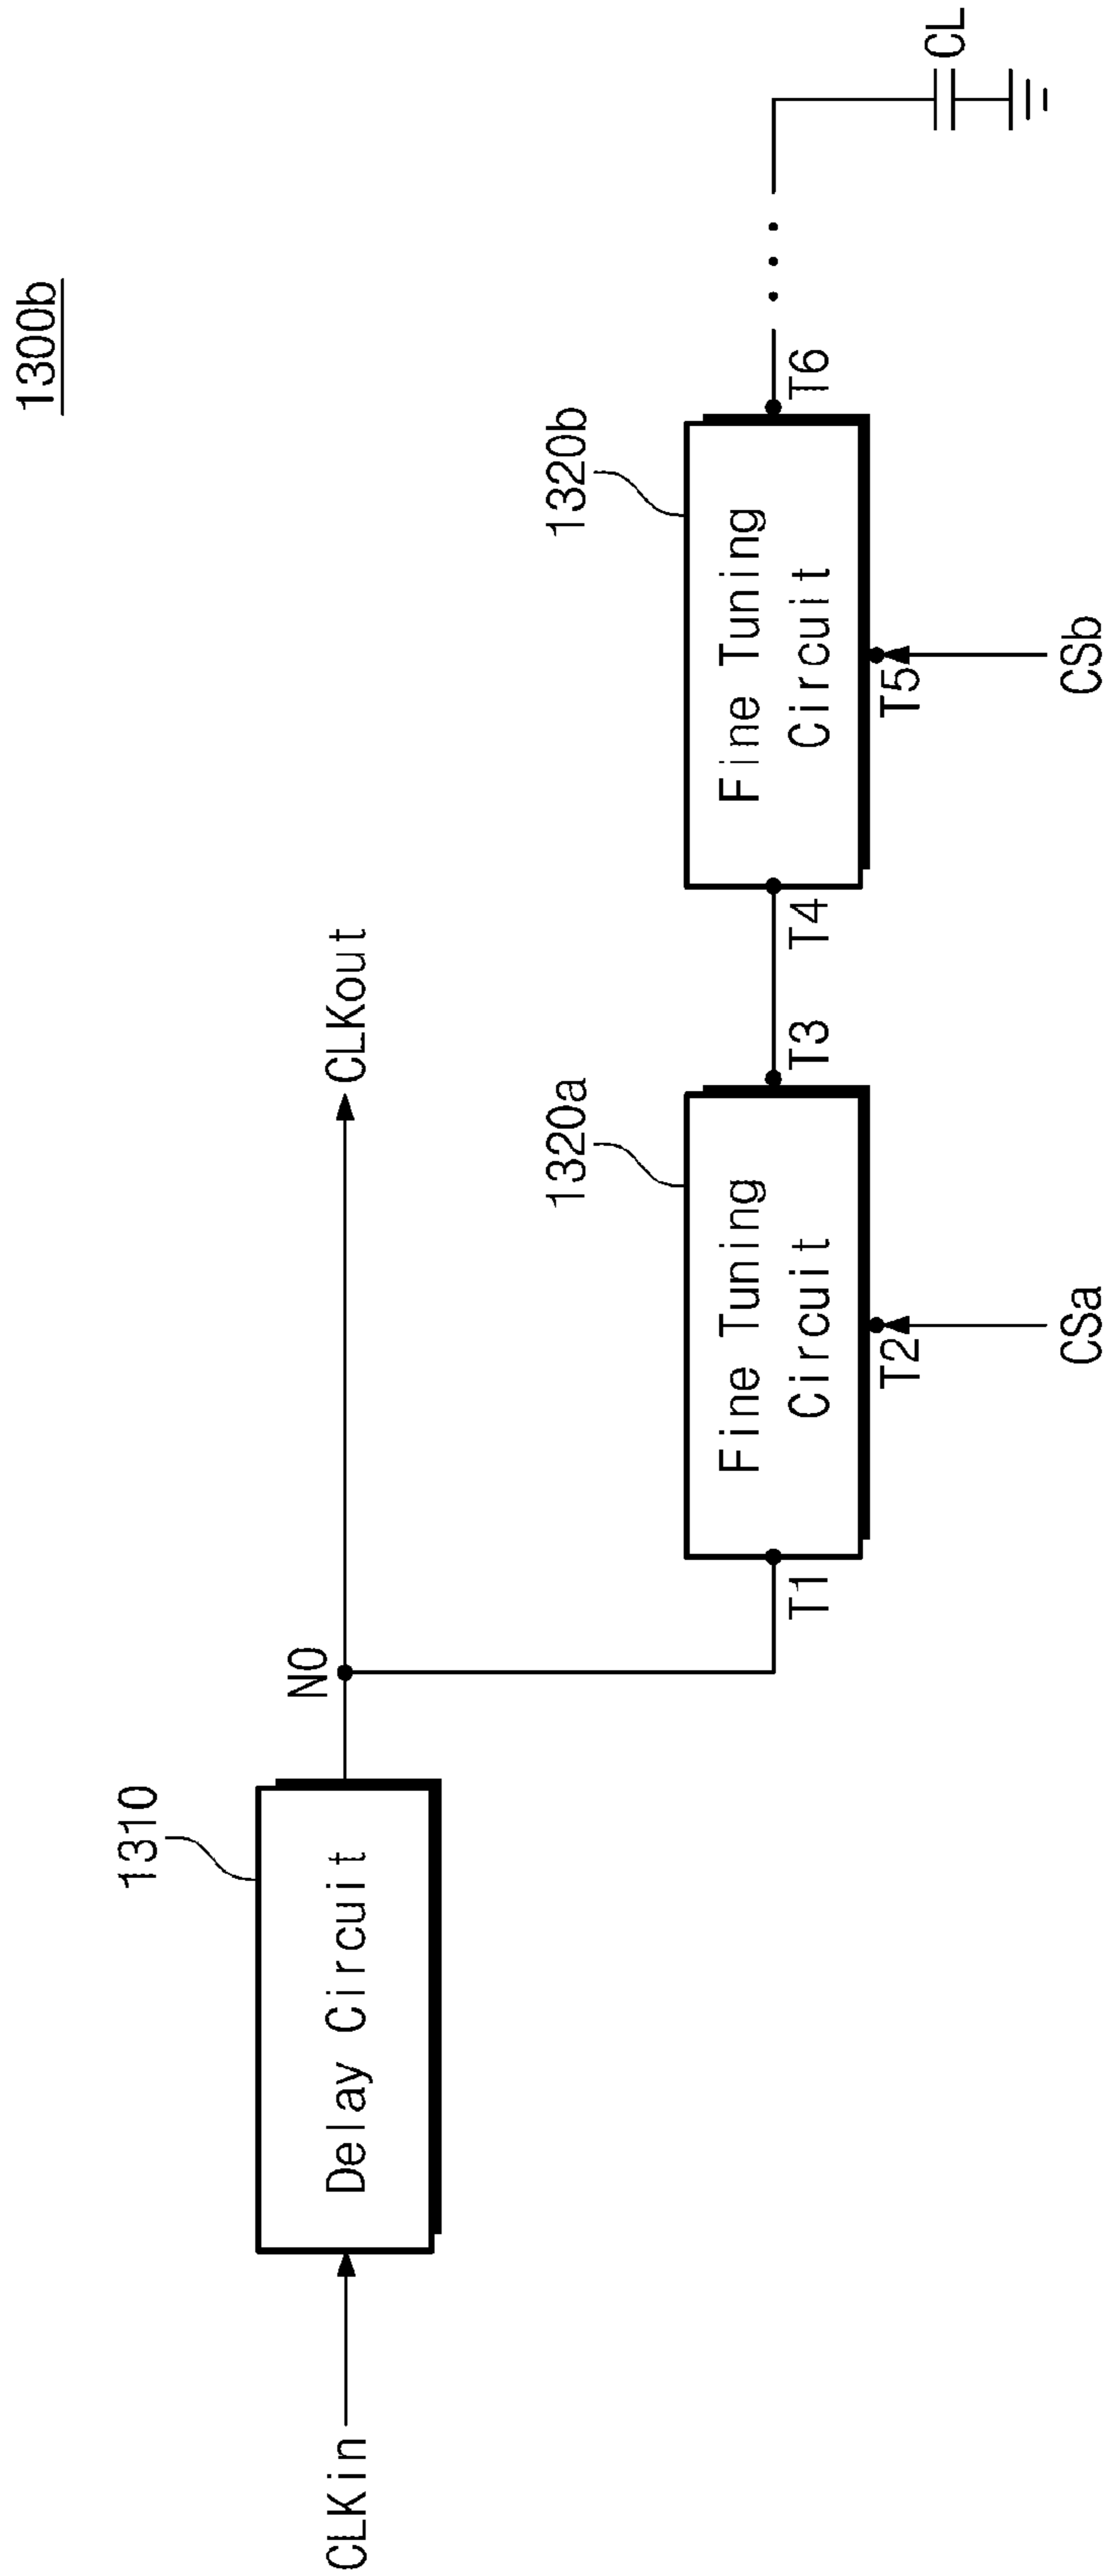 1300b
1310
Delay Circuit
CLKin
N0
CLKout
1320a
Fine Tuning
Circuit
T1
T2
T3
CSa
1320b
Fine Tuning
Circuit
T4
T5
T6
CSb
CL